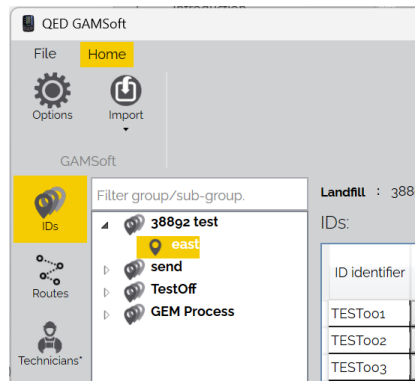 QED GAMSoft
File Home
Options Import
GAMSoft
IDs
Routes
Technicians*
Filter group/sub-group.
38892 test
east
send
TestOff
GEM Process
Landfill : 388
IDs:
ID identifier
TEST001
TEST002
TEST003